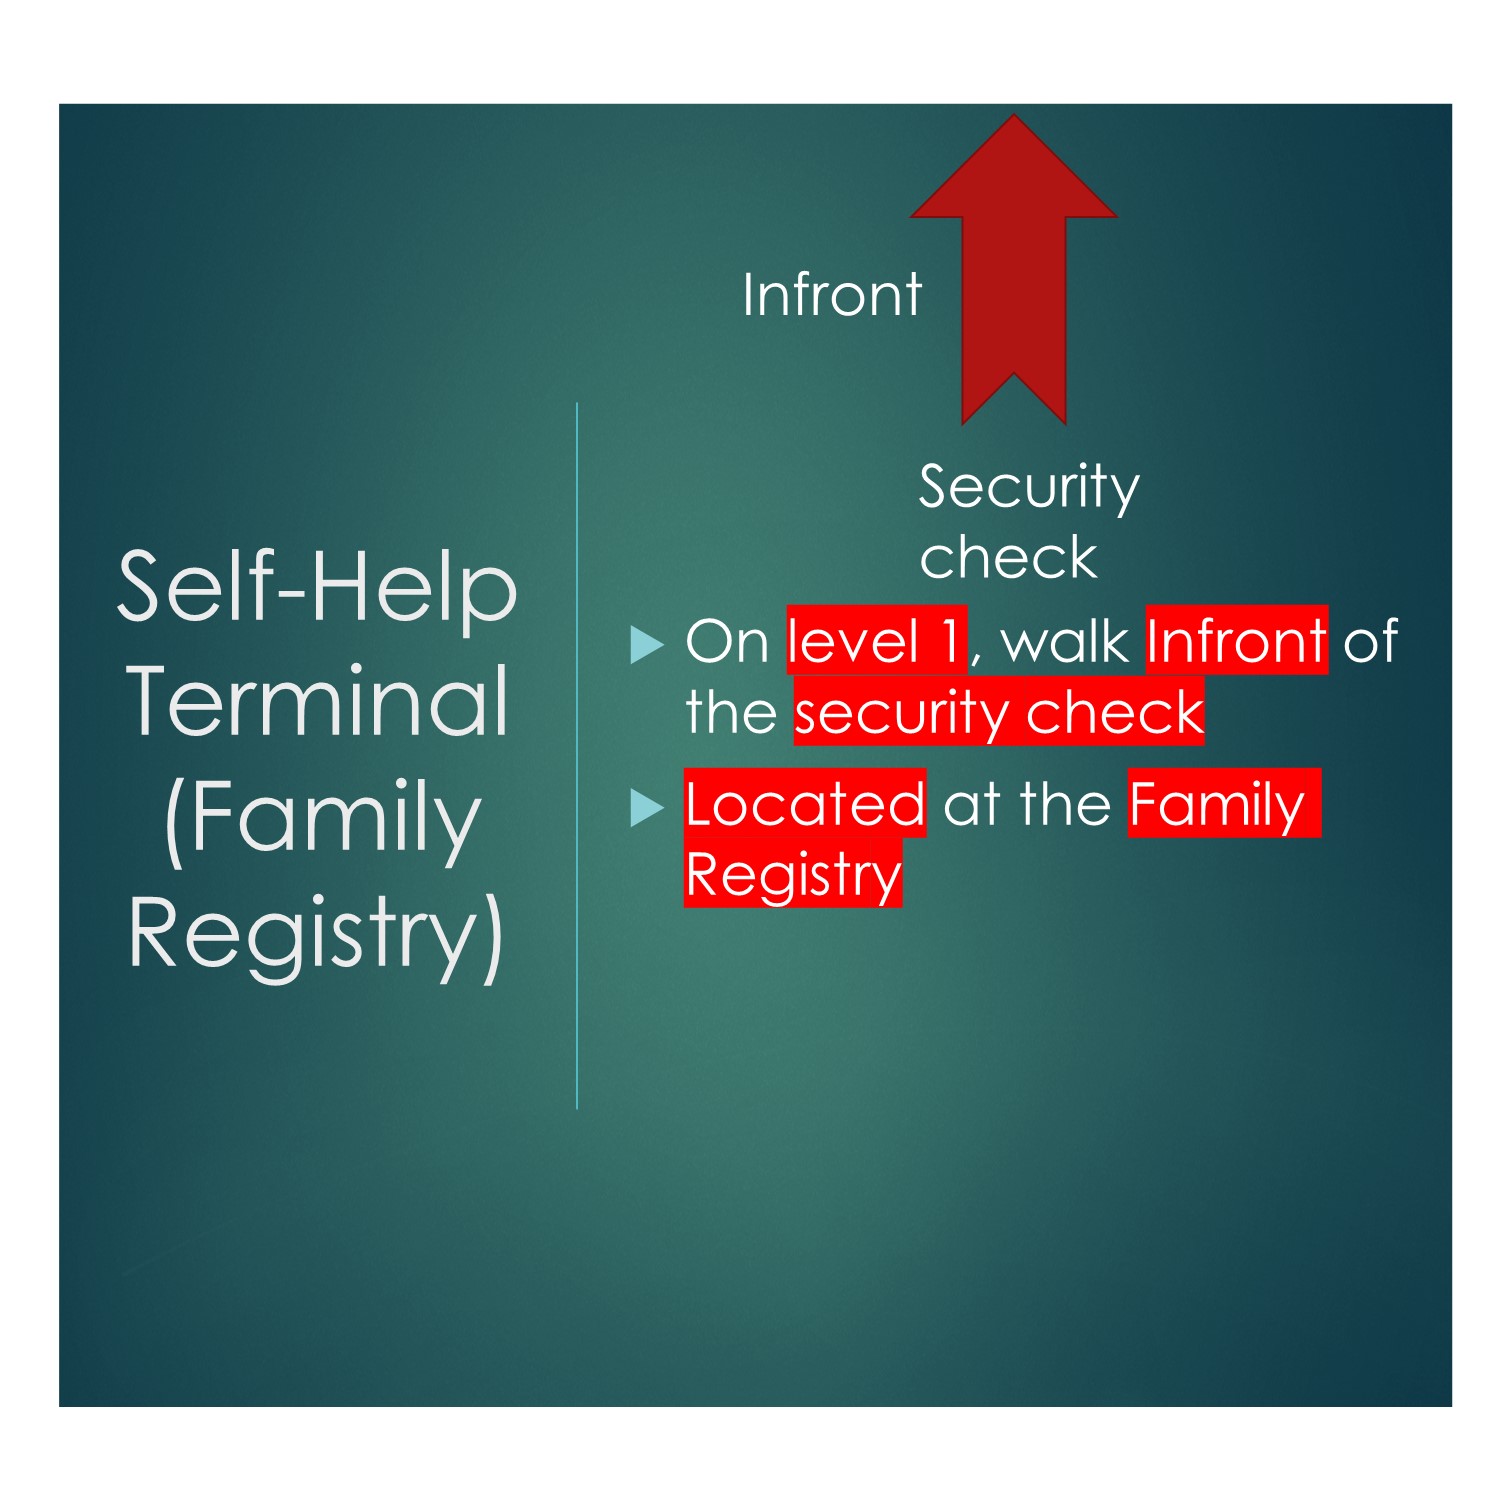 Self-Help
Terminal
(Family
Registry)
Infront
Security
check
On level 1, walk Infront of
the security check
Located at the Family
Registry